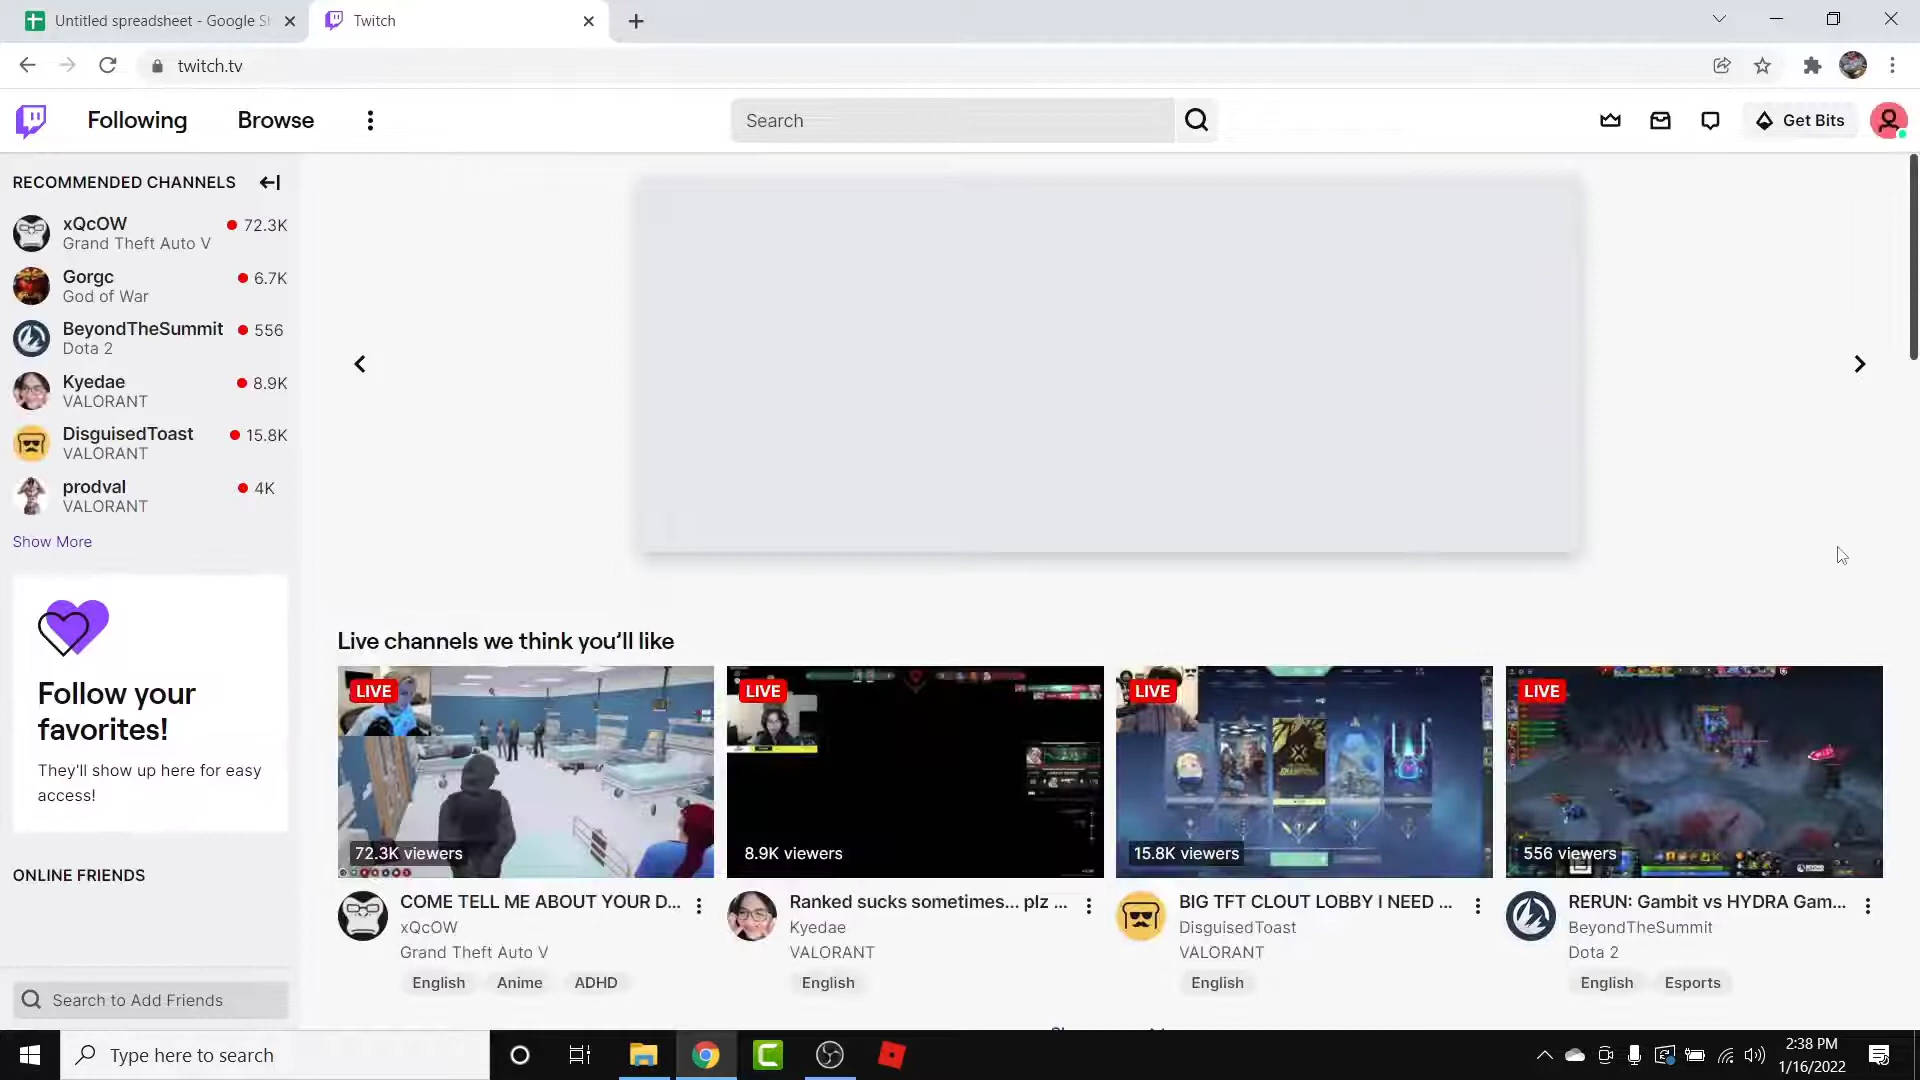 Untitled spreadsheet - Google Sh
Twitch
twitch.tv
Following
Browse
Search
Get Bits
RECOMMENDED CHANNELS
xQcOW
72.3K
Grand Theft Auto V
Gorgc
6.7K
God of War
BeyondTheSummit
556
Dota 2
Kyedae
8.9K
VALORANT
DisguisedToast
15.8K
VALORANT
prodval
4K
VALORANT
Show More
Follow your
favorites!
They'll show up here for easy
access!
ONLINE FRIENDS
Search to Add Friends
Live channels we think you’ll like
LIVE
72.3K viewers
COME TELL ME ABOUT YOUR D...
xQcOW
Grand Theft Auto V
English Anime ADHD
LIVE
8.9K viewers
Ranked sucks sometimes... plz ...
Kyedae
VALORANT
English
LIVE
15.8K viewers
BIG TFT CLOUT LOBBY I NEED ...
DisguisedToast
VALORANT
English
LIVE
556 viewers
RERUN: Gambit vs HYDRA Gam...
BeyondTheSummit
Dota 2
English Esports
Type here to search
2:38 PM
1/16/2022